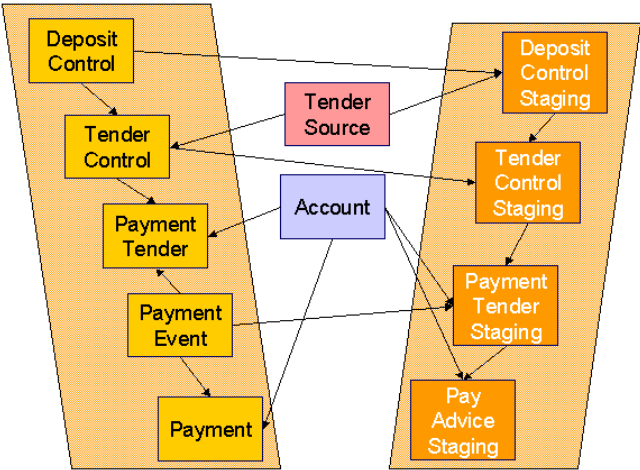 Deposit
Control
Deposit
Control
Staging
Tender
Source
Tender
Control
Tender
Control
Staging
Account
Payment
Tender
Payment
Tender
Staging
Payment
Event
Pay
Advice
Staging
Payment